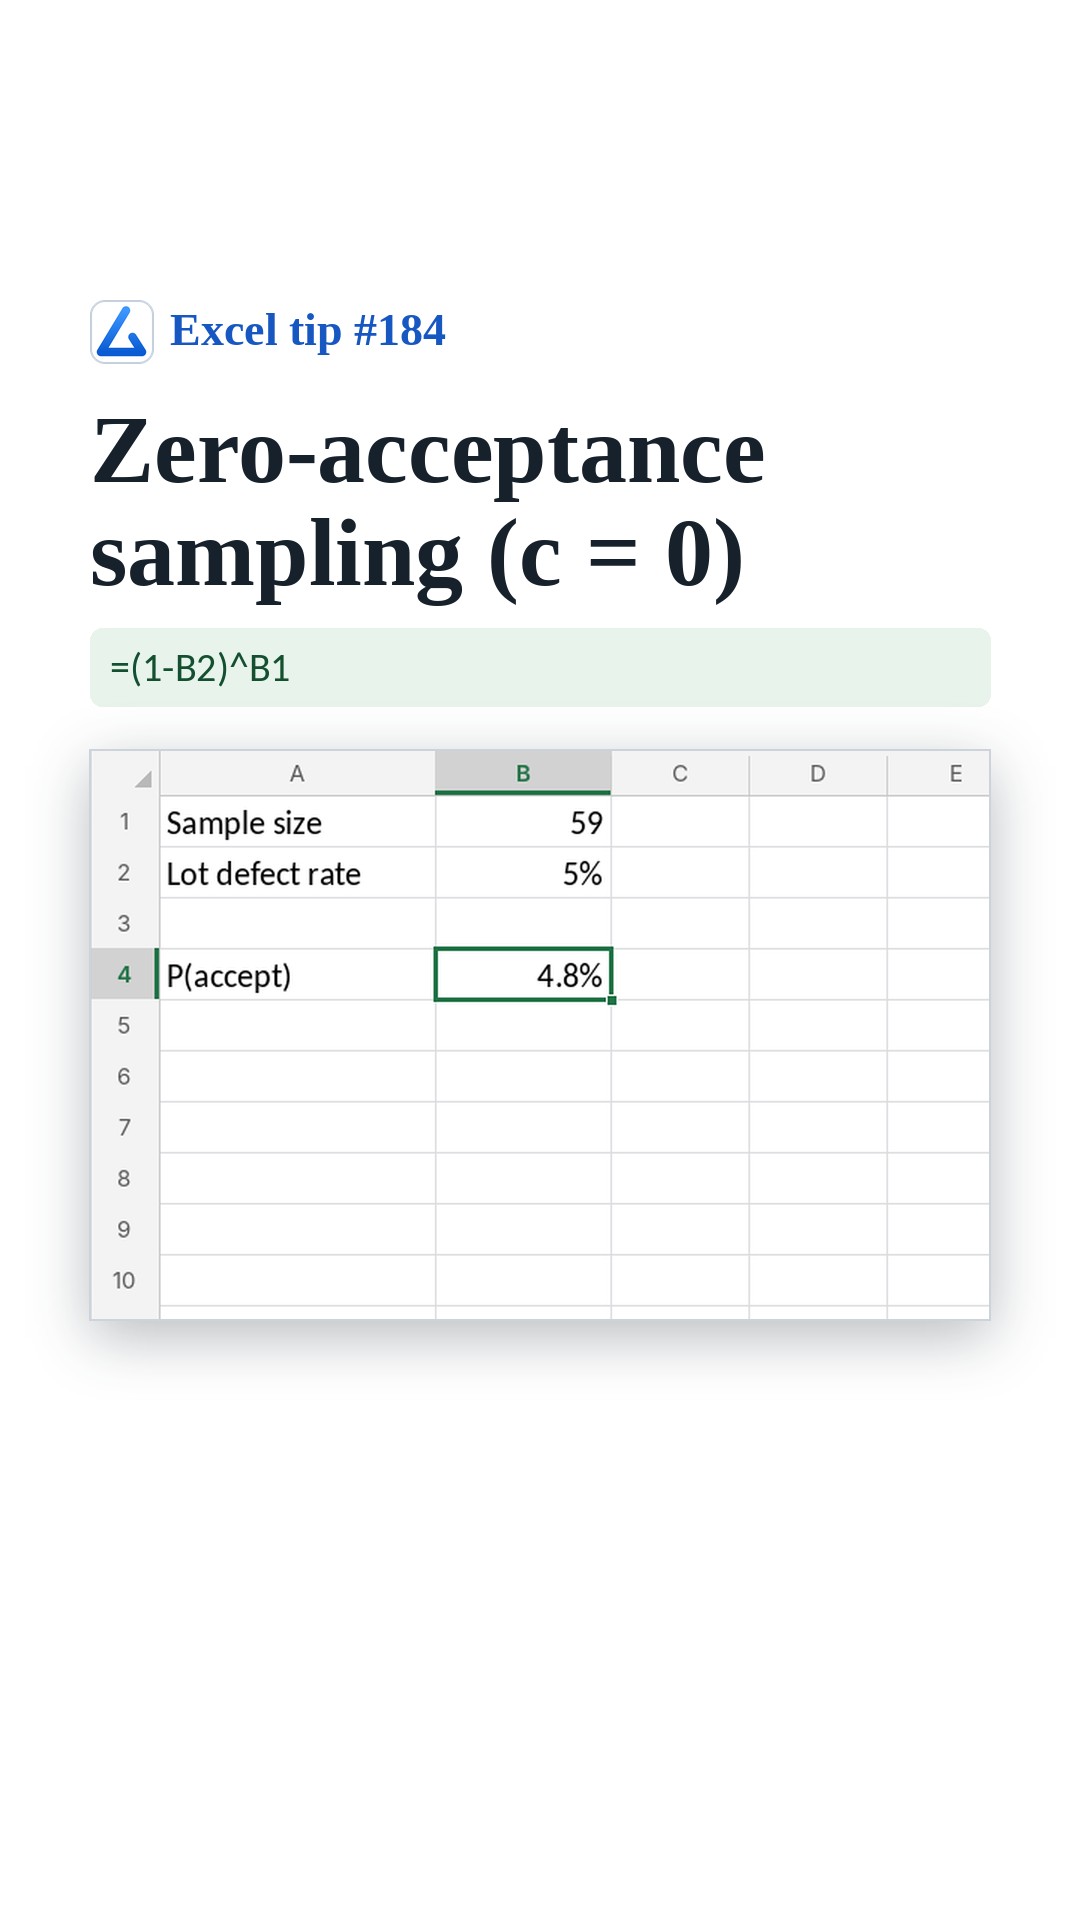 Excel tip #184
Zero-acceptance
sampling (c = 0)
=(1-B2)^B1
A B C D E
1 Sample size 59
2 Lot defect rate 5%
3
4 P(accept) 4.8%
5
6
7
8
9
10